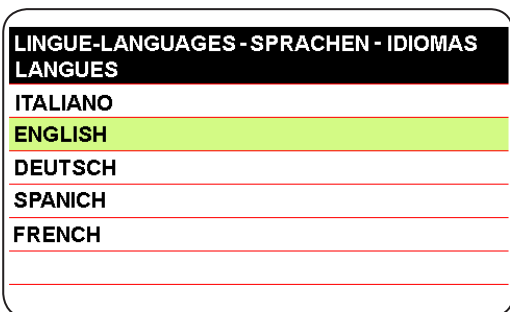 LINGUE-LANGUAGES - SPRACHEN - IDIOMAS
LANGUES
ITALIANO
ENGLISH
DEUTSCH
SPANICH
FRENCH